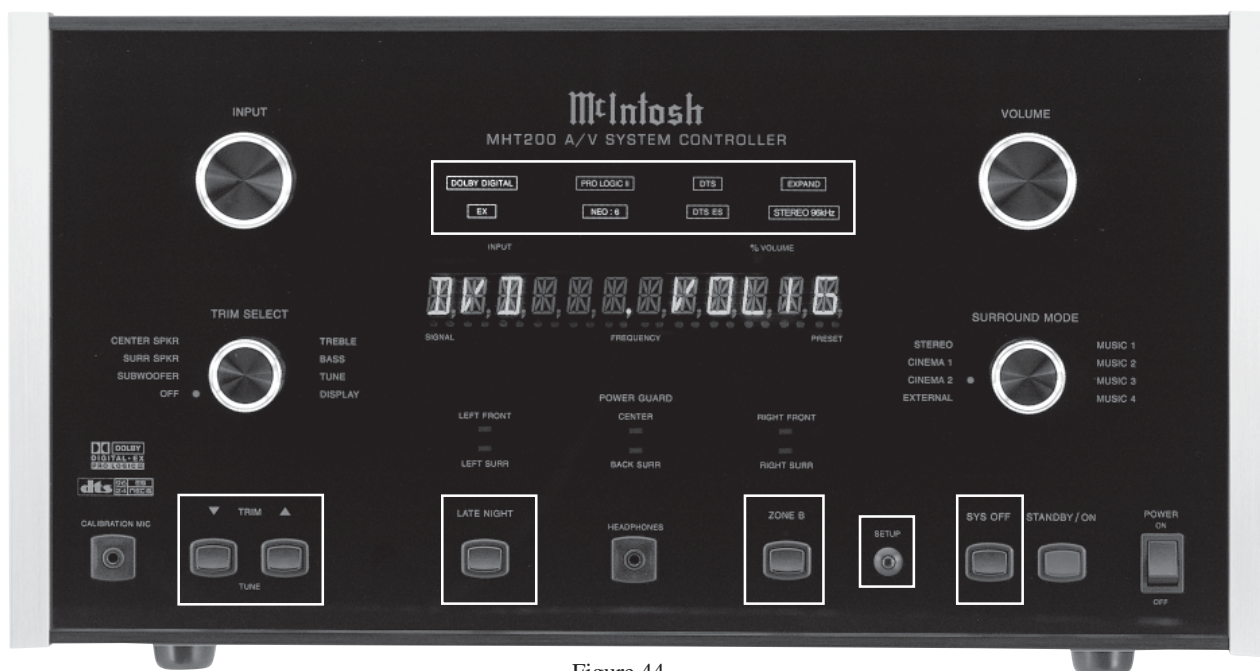 McIntosh
MHT200 A/V SYSTEM CONTROLLER
INPUT
VOLUME
DOLBY DIGITAL PRO LOGIC II DTS EXPAND
EX NEO:6 DTS ES STEREO 96kHz
INPUT % VOLUME
DVD VOL 15
SIGNAL FREQUENCY PRESET
TRIM SELECT
CENTER SPKR TREBLE
SURR SPKR BASS
SUBWOOFER TUNE
OFF DISPLAY
SURROUND MODE
STEREO MUSIC 1
CINEMA 1 MUSIC 2
CINEMA 2 MUSIC 3
EXTERNAL MUSIC 4
POWER GUARD
LEFT FRONT CENTER RIGHT FRONT
LEFT SURR BACK SURR RIGHT SURR
DOLBY
DIGITAL·EX
PRO LOGIC II
dts
CALIBRATION MIC
▼ TRIM ▲
TUNE
LATE NIGHT
HEADPHONES
ZONE B
SETUP
SYS OFF
STANDBY/ON
POWER
ON
OFF
Figure 44